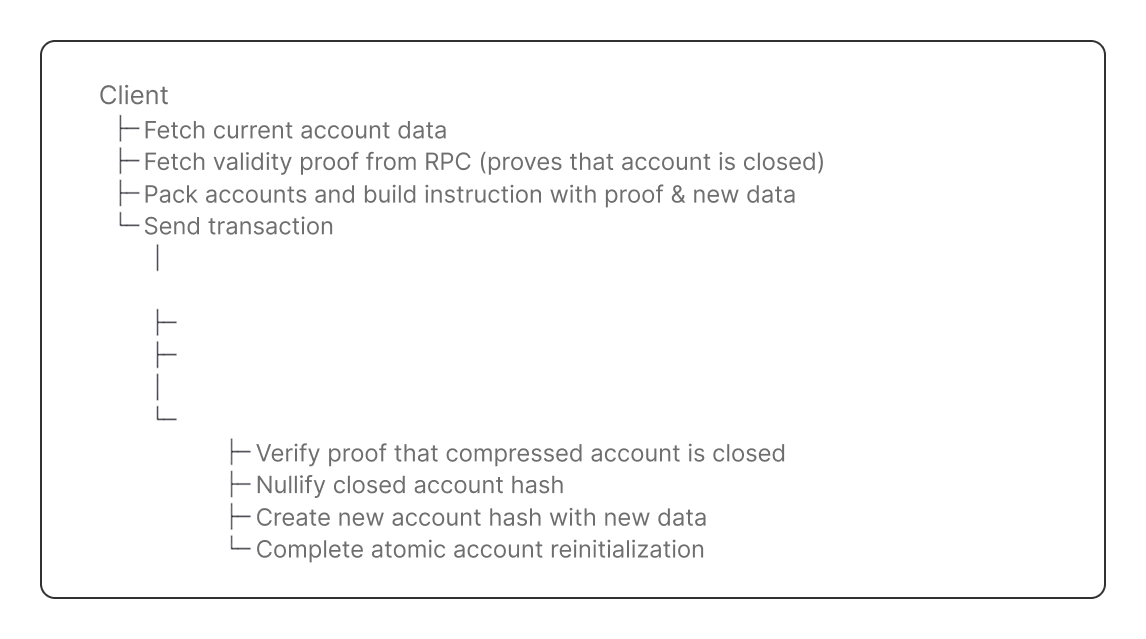 Client
├─ Fetch current account data
├─ Fetch validity proof from RPC (proves that account is closed)
├─ Pack accounts and build instruction with proof & new data
└─ Send transaction
│
├─
├─
│
└─
├─ Verify proof that compressed account is closed
├─ Nullify closed account hash
├─ Create new account hash with new data
└─ Complete atomic account reinitialization